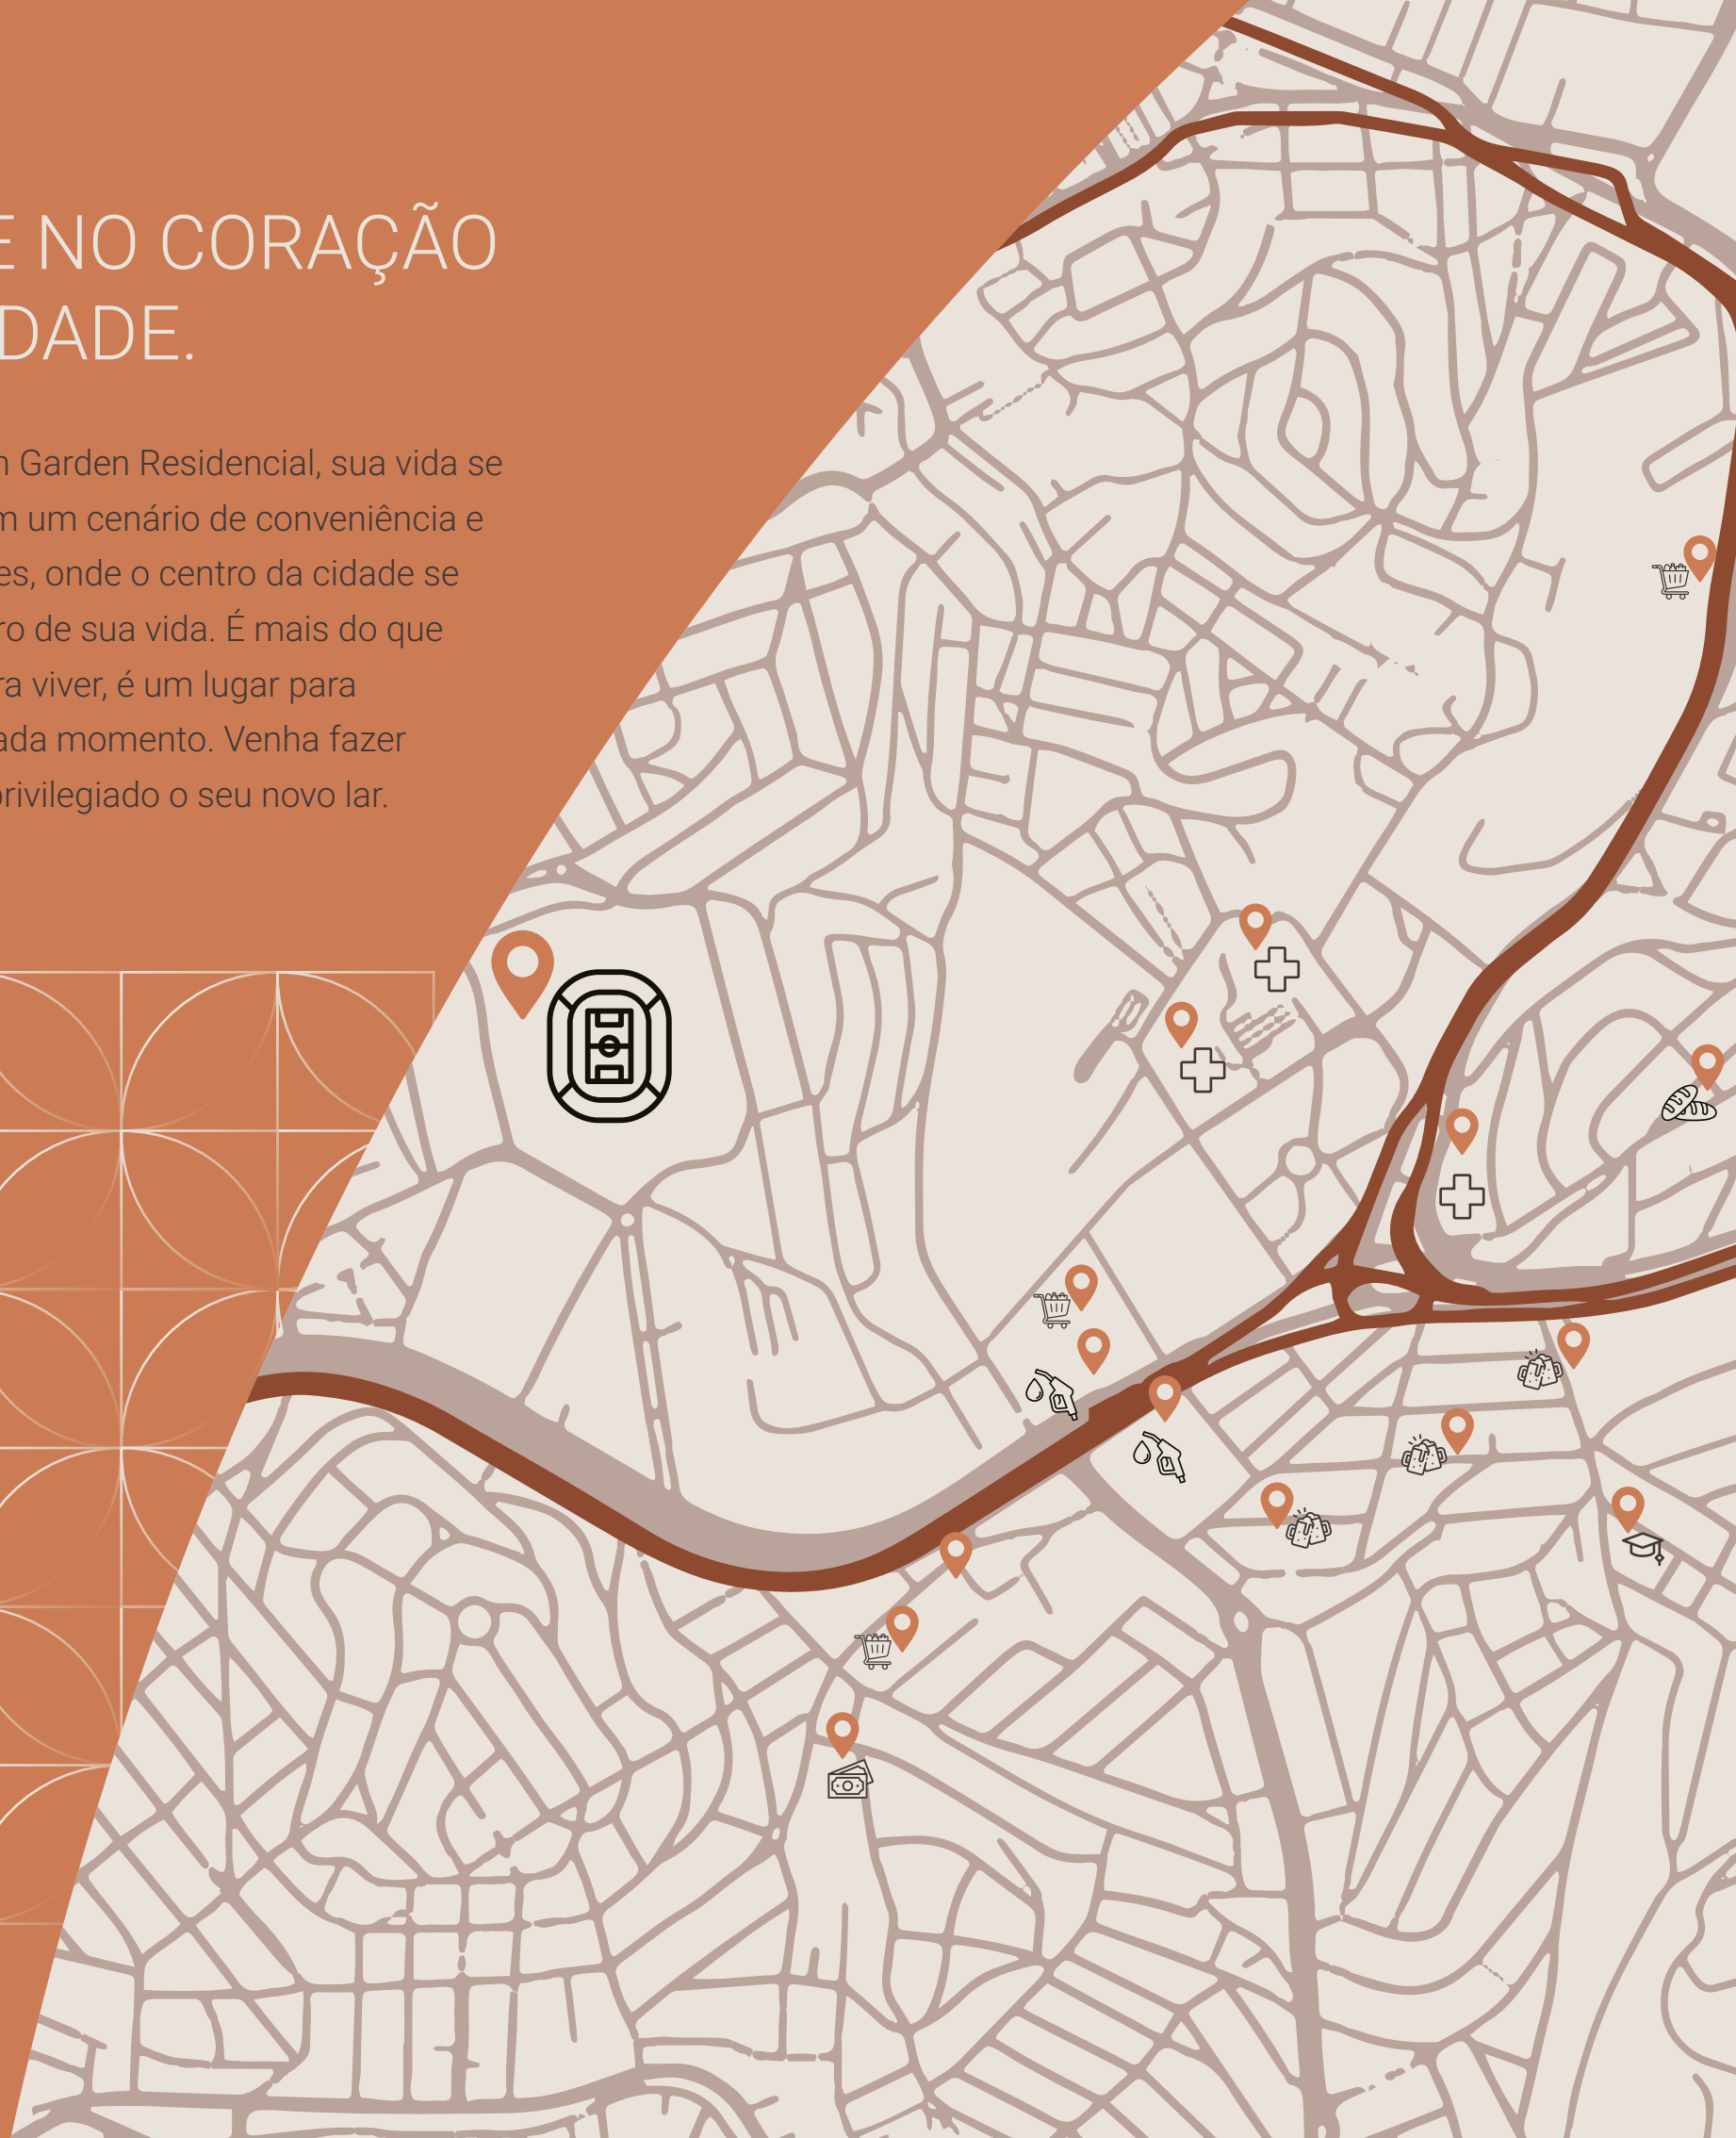 E NO CORAÇÃO
DADE.
n Garden Residencial, sua vida se
m um cenário de conveniência e
es, onde o centro da cidade se
ro de sua vida. É mais do que
ra viver, é um lugar para
ada momento. Venha fazer
privilegiado o seu novo lar.